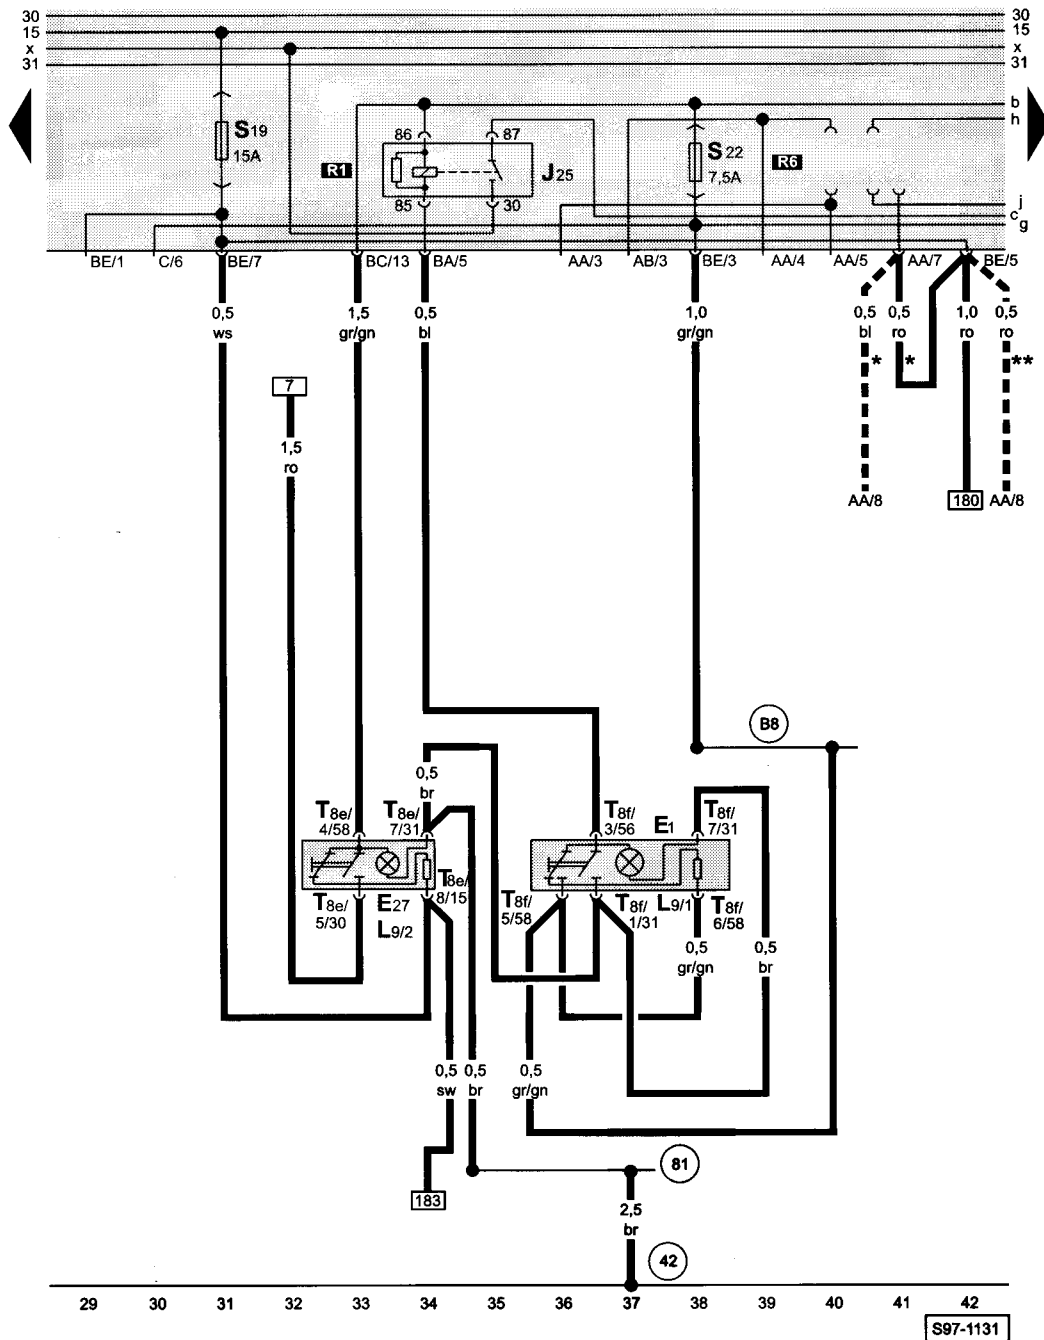 30 30
15 15
x x
31 31
b
86 87 h
S19
15A
R1 J25 S22
7,5A R6
85 30 j
c
g
BE/1 C/6 BE/7 BC/13 BA/5 AA/3 AB/3 BE/3 AA/4 AA/5 AA/7 BE/5
0,5 1,5 0,5 1,0 0,5 0,5 1,0 0,5
ws gr/gn bl gr/gn bl ro ro ro
* * **
7
1,5
ro
AA/8 180 AA/8
B8
0,5
br
T8e/ T8e/ T8f/ E1 T8f/
4/58 7/31 3/56 7/31
T8e/
8/15
T8e/ E27 T8f/ T8f/ L9/1 T8f/
5/30 L9/2 5/58 1/31 6/58
0,5 0,5
gr/gn br
0,5 0,5 0,5
sw br gr/gn
81
183
2,5
br
42
29 30 31 32 33 34 35 36 37 38 39 40 41 42
S97-1131